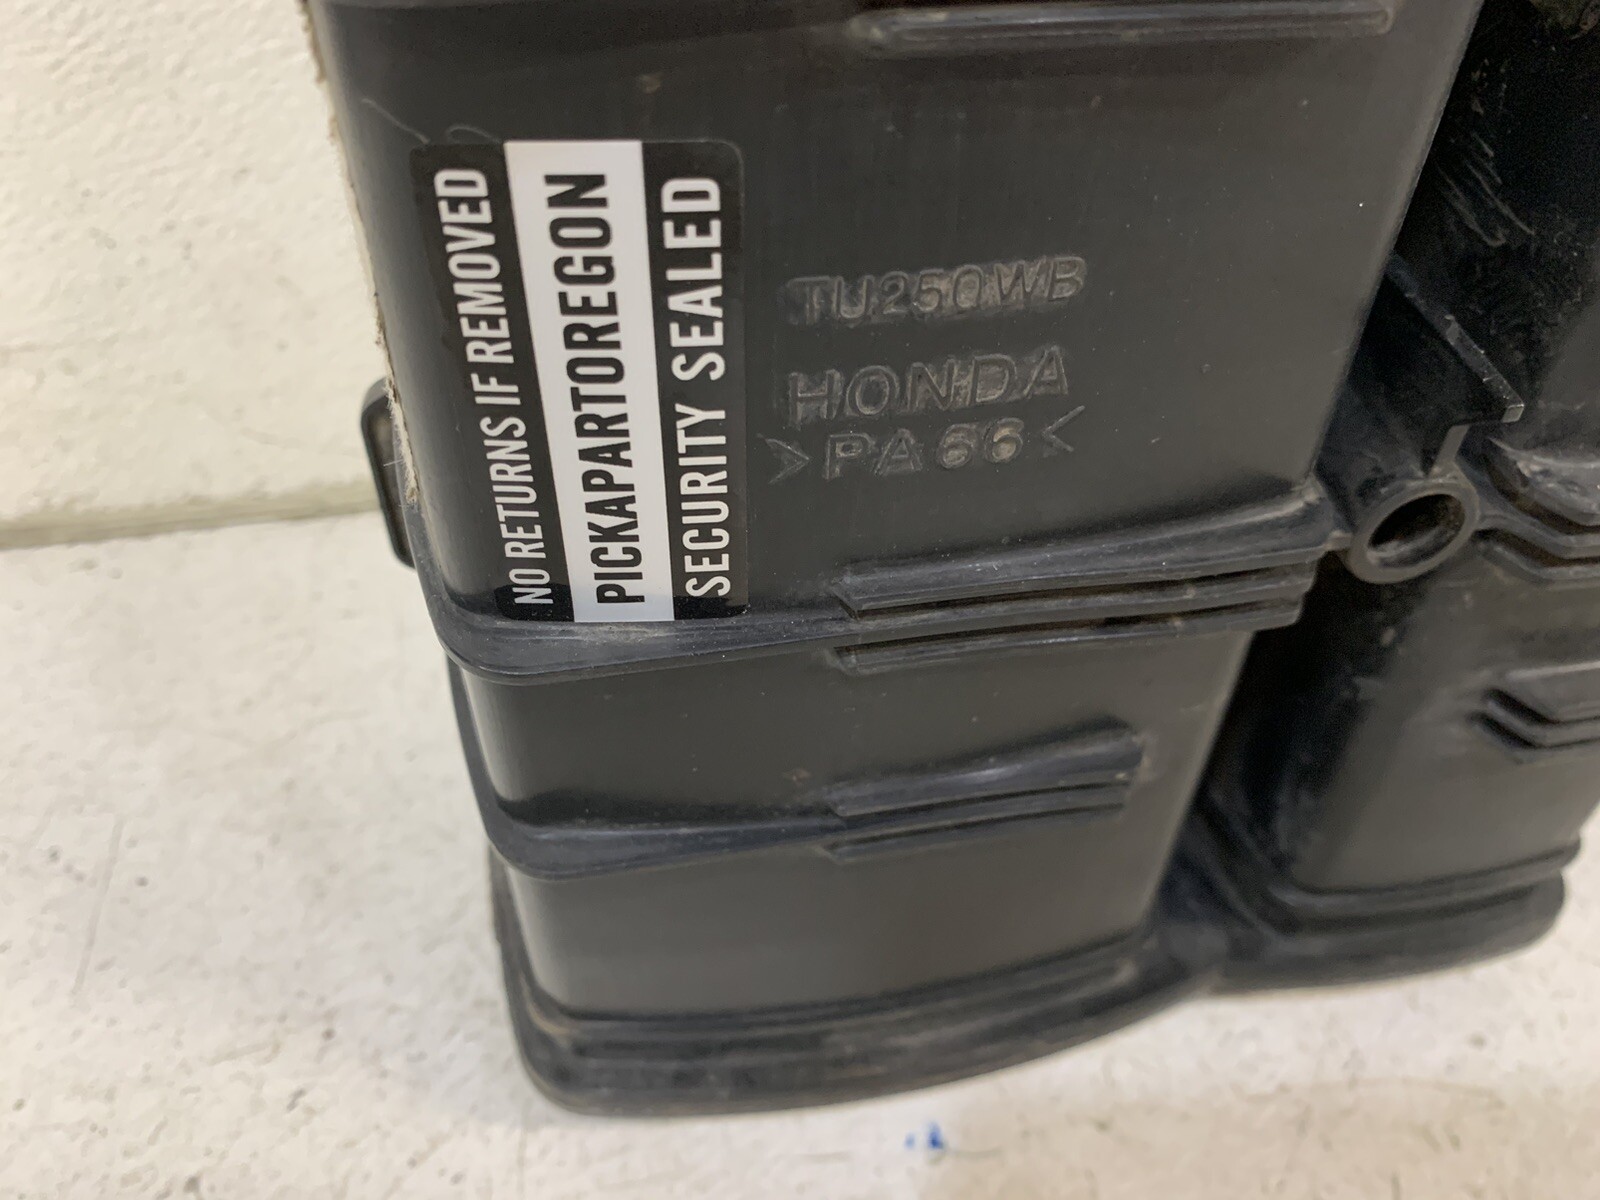 NO RETURNS IF REMOVED
PICKAPARTOREGON
SECURITY SEALED
TU250WB
HONDA
>PA66<